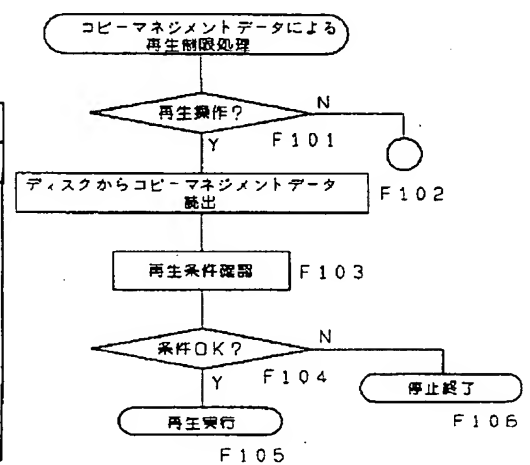 コピーマネジメントデータによる
再生制限処理
再生操作?
N
Y
F101
ディスクからコピーマネジメントデータ
読出
F102
再生条件確認
F103
条件OK?
N
Y
F104
停止終了
再生実行
F106
F105